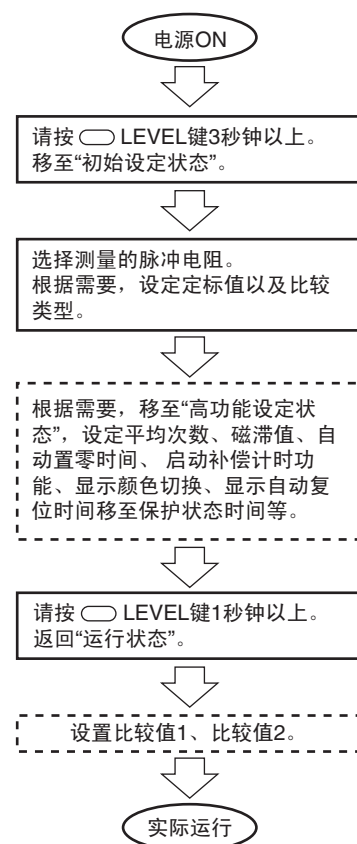 电源ON
请按 LEVEL键3秒钟以上。
移至“初始设定状态”。
选择测量的脉冲电阻。
根据需要，设定定标值以及比较
类型。
根据需要，移至“高功能设定状
态”，设定平均次数、磁滞值、自
动置零时间、 启动补偿计时功
能、显示颜色切换、显示自动复
位时间移至保护状态时间等。
请按 LEVEL键1秒钟以上。
返回“运行状态”。
设置比较值1、比较值2。
实际运行